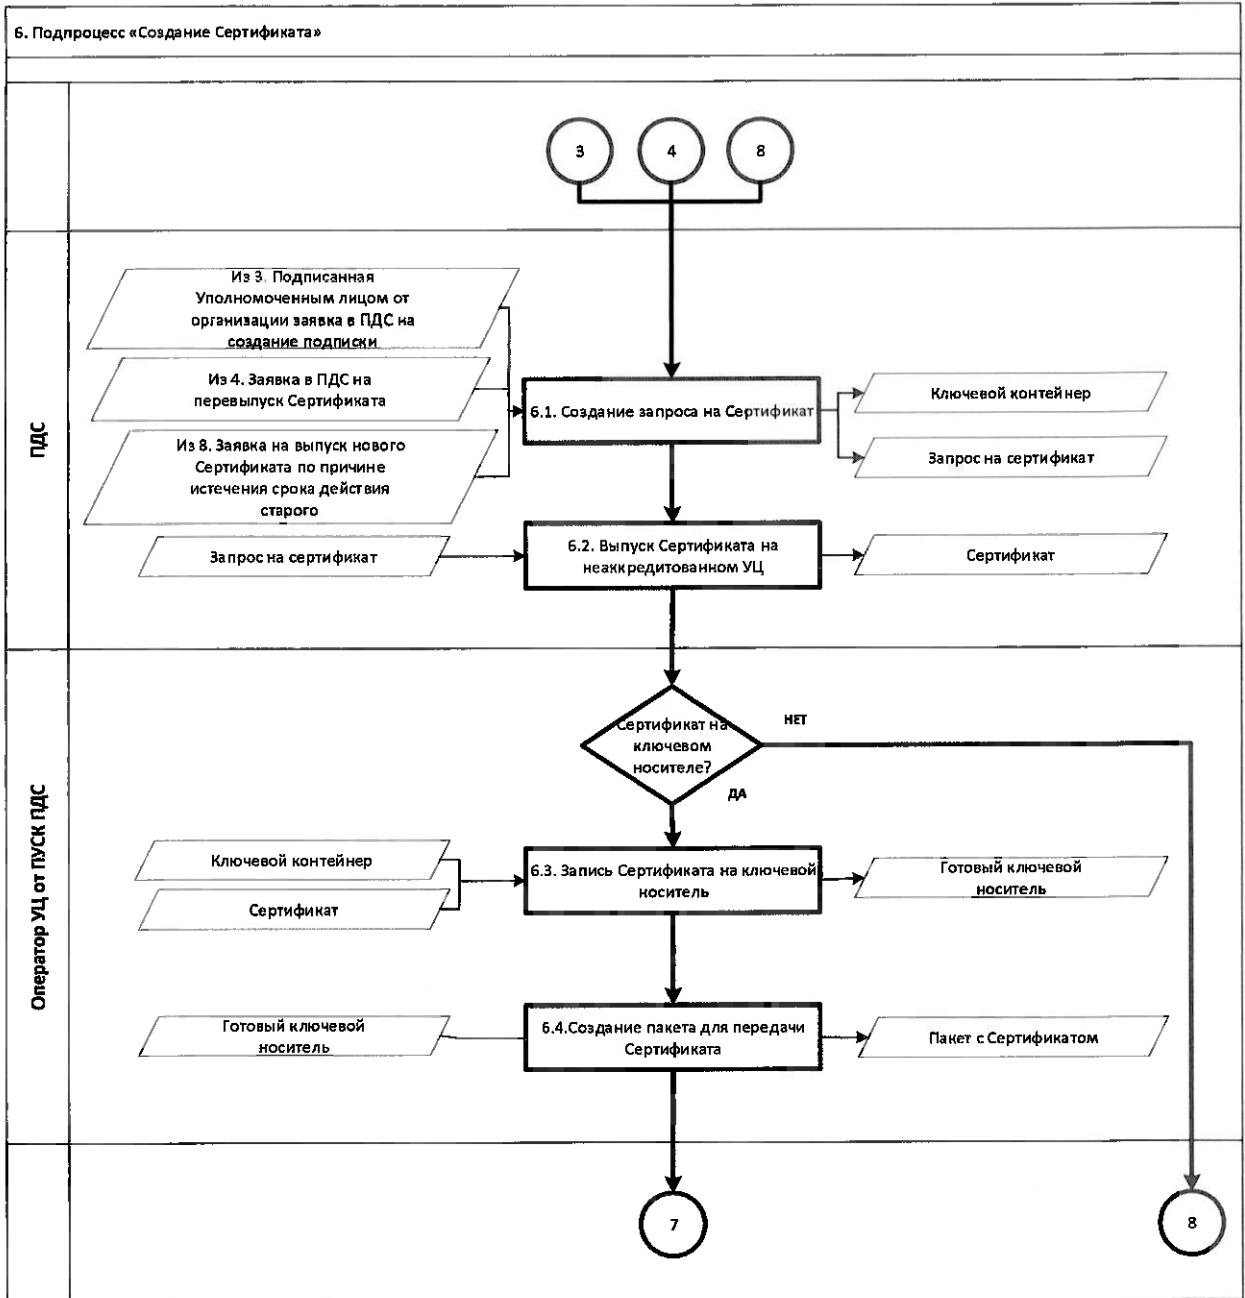 6. Подпроцесс «Создание Сертификата»
3
4
8
ПДС
Из 3. Подписанная
Уполномоченным лицом от
организации заявка в ПДС на
создание подписки
Из 4. Заявка в ПДС на
перевыпуск Сертификата
Из 8. Заявка на выпуск нового
Сертификата по причине
истечения срока действия
старого
6.1. Создание запроса на Сертификат
Ключевой контейнер
Запрос на сертификат
Запрос на сертификат
6.2. Выпуск Сертификата на
неаккредитованном УЦ
Сертификат
Оператор УЦ от ПУСК ПДС
Сертификат на
ключевом
носителе?
НЕТ
ДА
Ключевой контейнер
Сертификат
6.3. Запись Сертификата на ключевой
носитель
Готовый ключевой
носитель
Готовый ключевой
носитель
6.4.Создание пакета для передачи
Сертификата
Пакет с Сертификатом
7
8